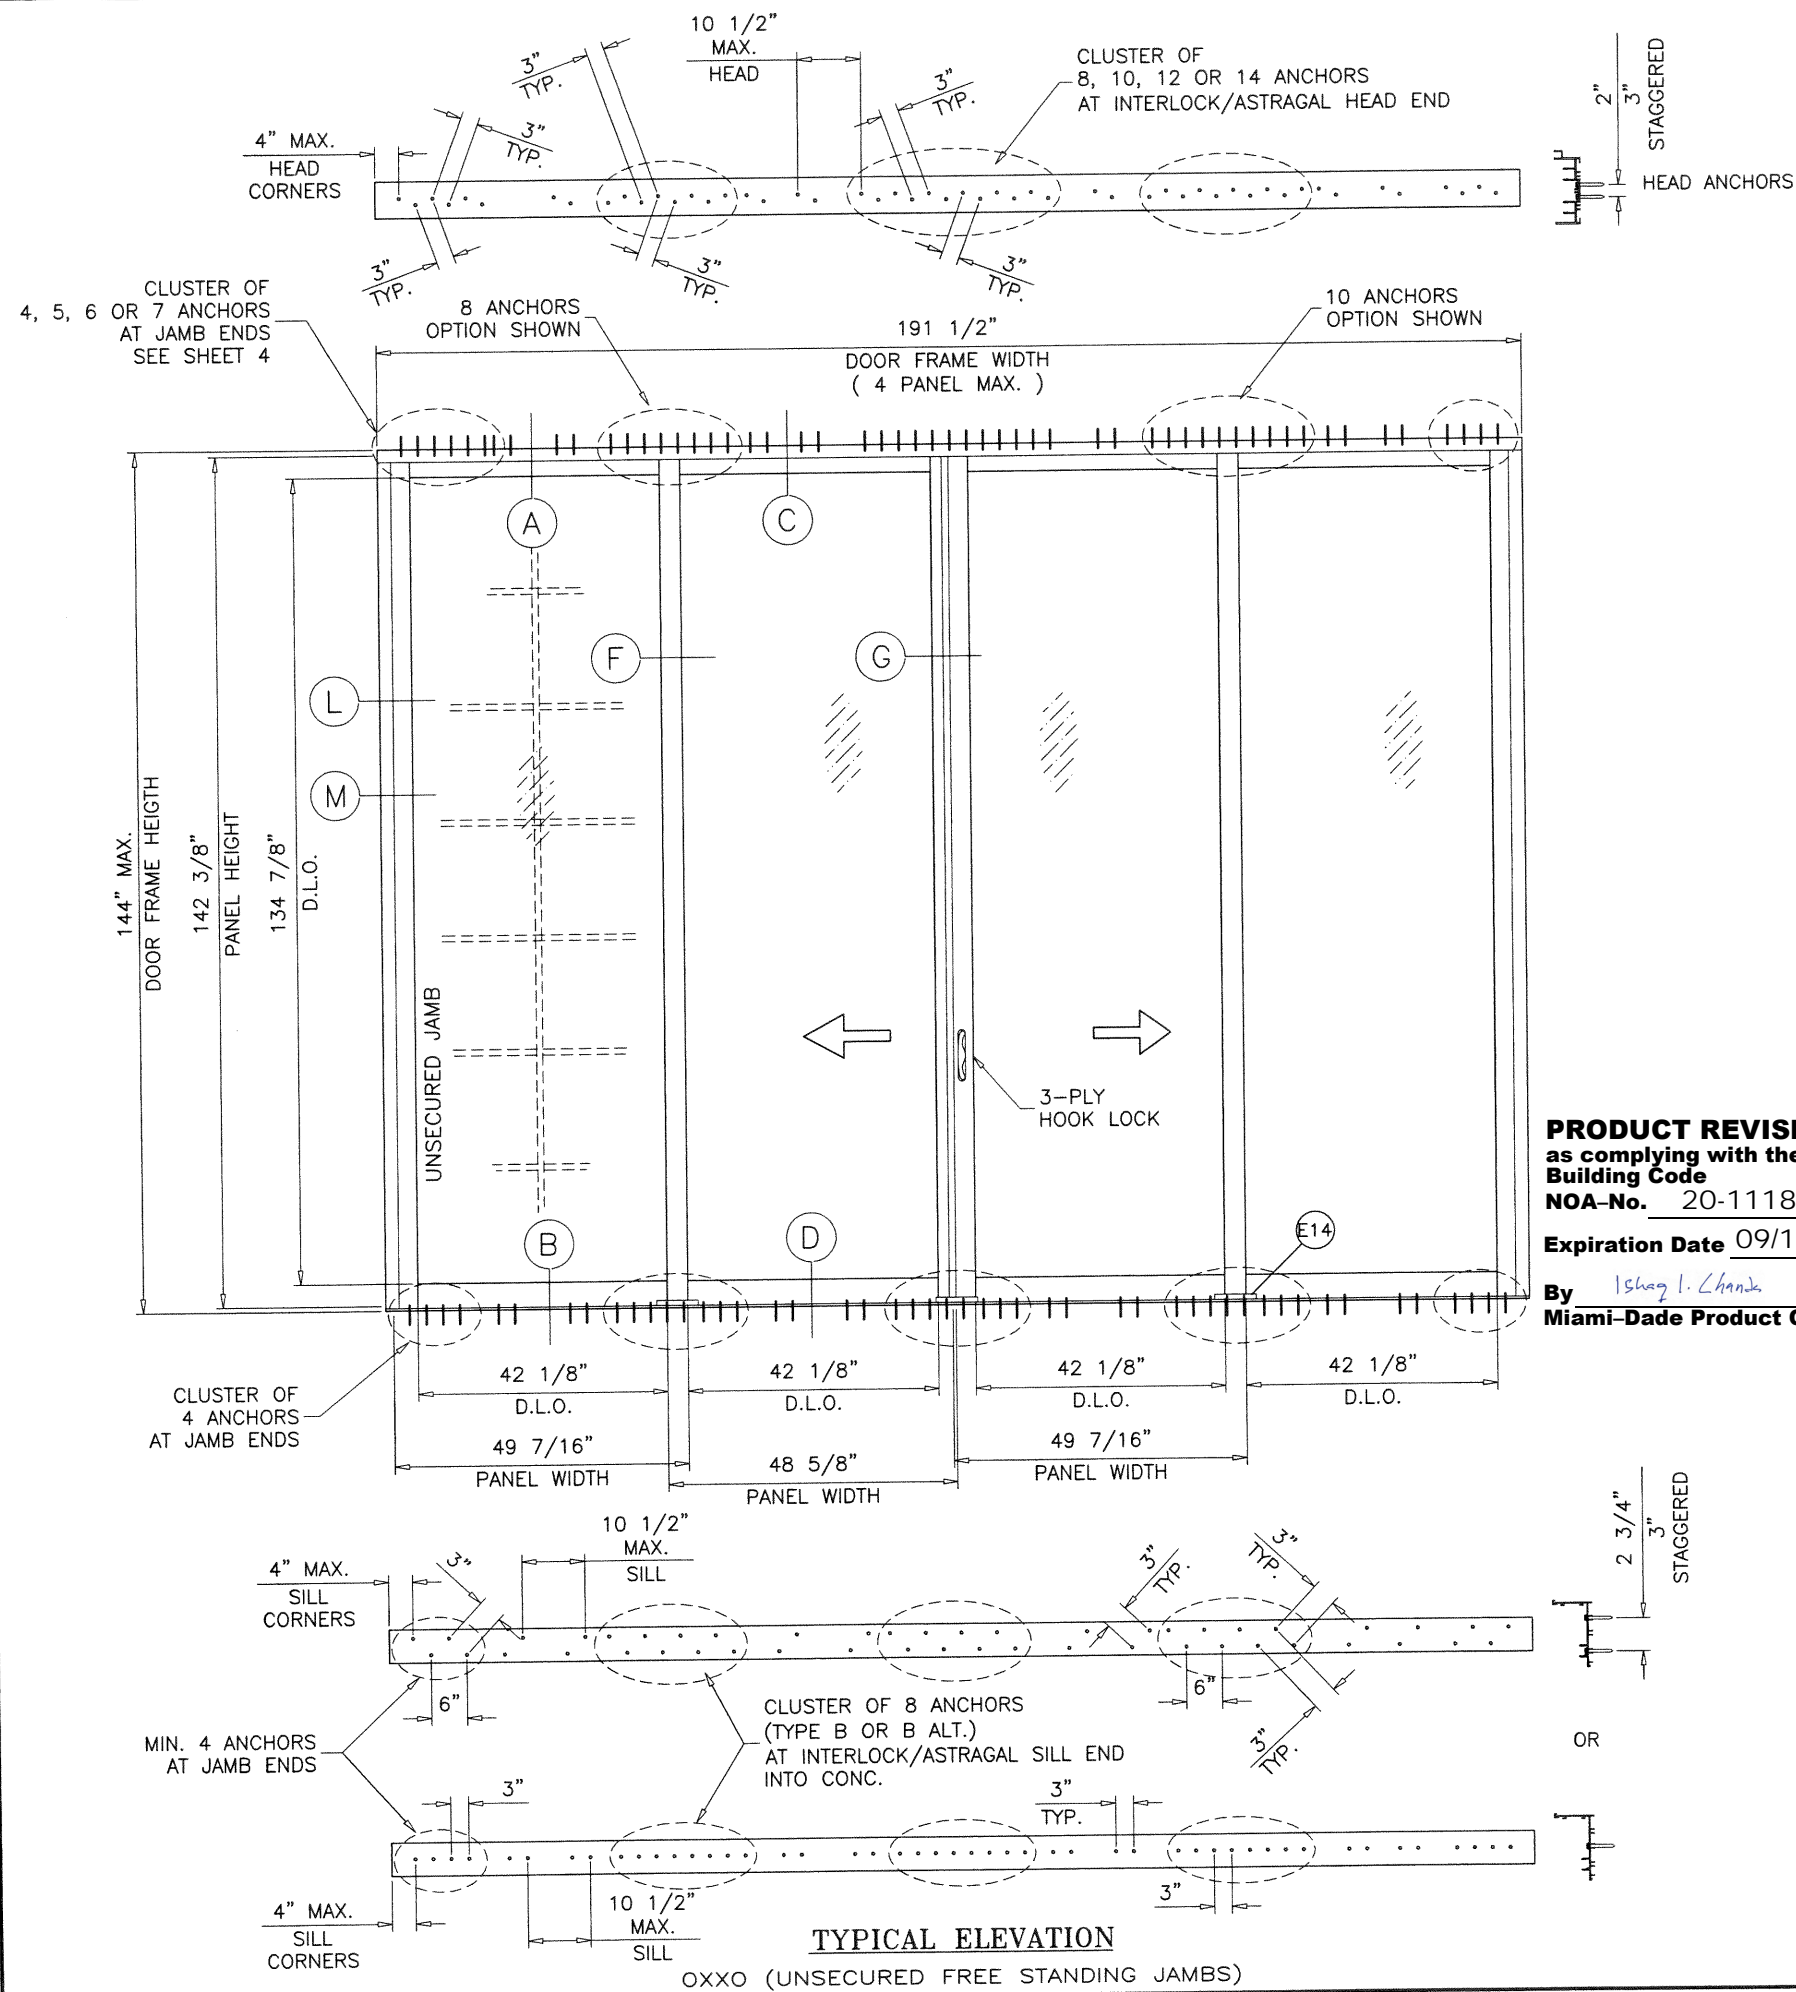 10 1/2"
MAX.
HEAD
3"
TYP.
CLUSTER OF
8, 10, 12 OR 14 ANCHORS
AT INTERLOCK/ASTRAGAL HEAD END
3"
TYP.
2"
3"
STAGGERED
3"
TYP.
4" MAX.
HEAD
CORNERS
HEAD ANCHORS
3"
TYP.
3"
TYP.
3"
TYP.
CLUSTER OF
4, 5, 6 OR 7 ANCHORS
AT JAMB ENDS
SEE SHEET 4
8 ANCHORS
OPTION SHOWN
10 ANCHORS
OPTION SHOWN
191 1/2"
DOOR FRAME WIDTH
( 4 PANEL MAX. )
A
C
F
G
L
M
144" MAX.
DOOR FRAME HEIGTH
142 3/8"
PANEL HEIGHT
134 7/8"
D.L.O.
UNSECURED JAMB
3-PLY
HOOK LOCK
B
D
E14
PRODUCT REVIS
as complying with the
Building Code
NOA-No. 20-1118
Expiration Date 09/1
By Ishaq I. Chanda
Miami-Dade Product C
CLUSTER OF
4 ANCHORS
AT JAMB ENDS
42 1/8"
D.L.O.
42 1/8"
D.L.O.
42 1/8"
D.L.O.
42 1/8"
D.L.O.
49 7/16"
PANEL WIDTH
48 5/8"
PANEL WIDTH
49 7/16"
PANEL WIDTH
10 1/2"
MAX.
SILL
4" MAX.
SILL
CORNERS
3"
3"
TYP.
3"
TYP.
2 3/4"
3"
STAGGERED
6"
6"
3"
TYP.
MIN. 4 ANCHORS
AT JAMB ENDS
CLUSTER OF 8 ANCHORS
(TYPE B OR B ALT.)
AT INTERLOCK/ASTRAGAL SILL END
INTO CONC.
OR
3"
3"
TYP.
4" MAX.
SILL
CORNERS
10 1/2"
MAX.
SILL
3"
TYPICAL ELEVATION
OXXO (UNSECURED FREE STANDING JAMBS)